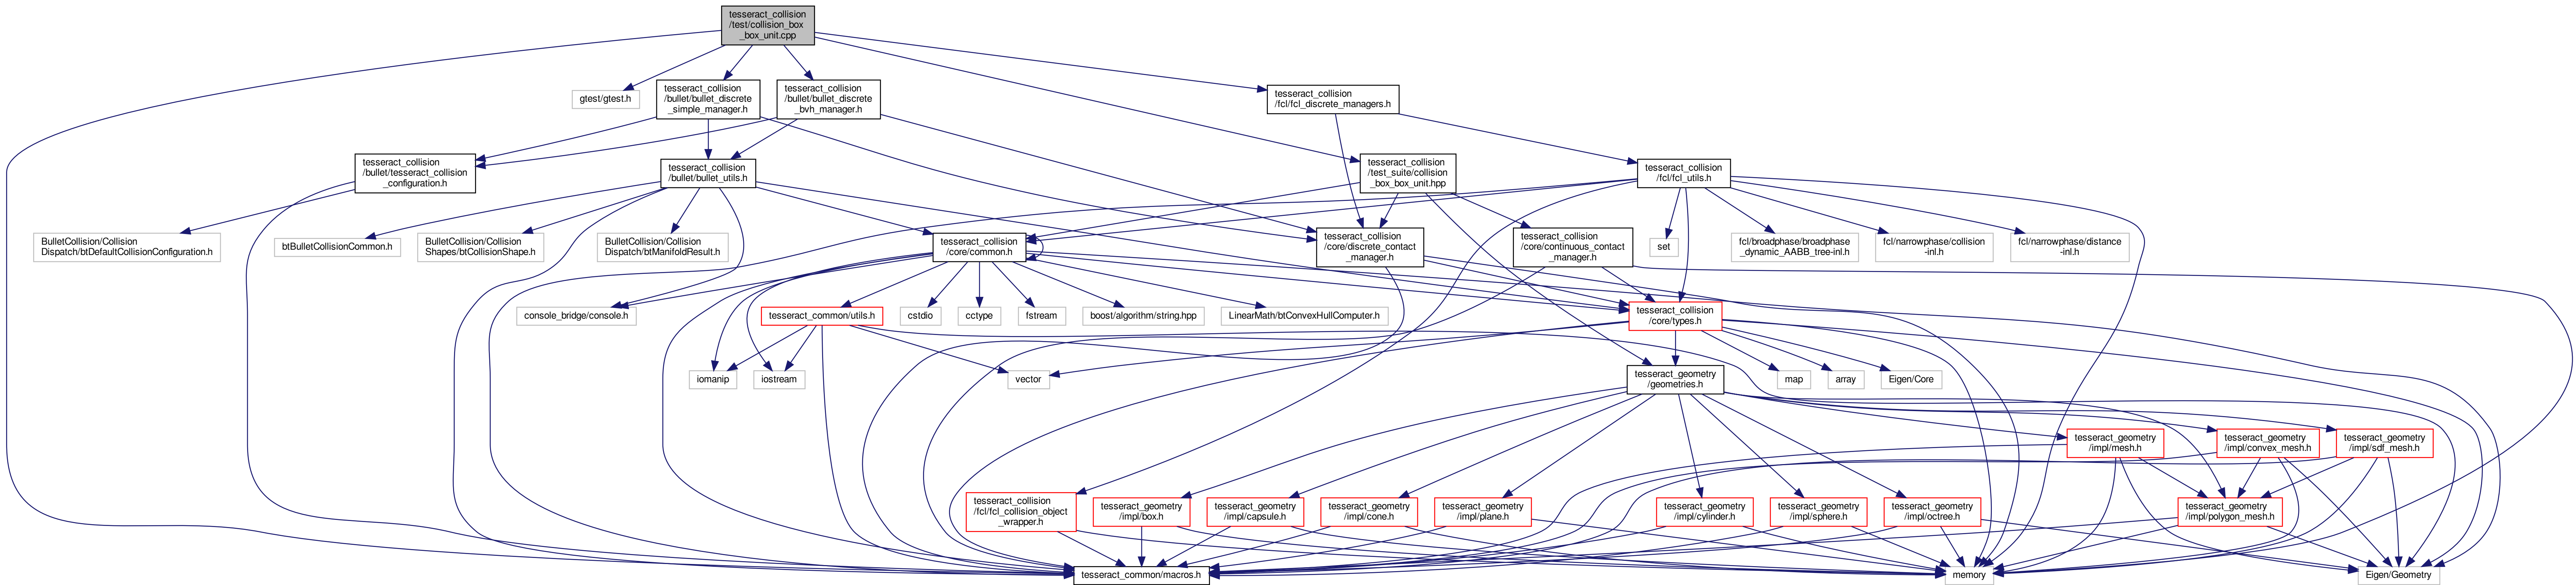 tesseract_collision
/test/collision_box
_box_unit.cpp
gtest/gtest.h
tesseract_collision
/bullet/bullet_discrete
_simple_manager.h
tesseract_collision
/bullet/bullet_discrete
_bvh_manager.h
tesseract_collision
/fcl/fcl_discrete_managers.h
tesseract_collision
/bullet/tesseract_collision
_configuration.h
tesseract_collision
/bullet/bullet_utils.h
tesseract_collision
/test_suite/collision
_box_box_unit.hpp
tesseract_collision
/fcl/fcl_utils.h
BulletCollision/Collision
Dispatch/btDefaultCollisionConfiguration.h
btBulletCollisionCommon.h
BulletCollision/Collision
Shapes/btCollisionShape.h
BulletCollision/Collision
Dispatch/btManifoldResult.h
tesseract_collision
/core/common.h
tesseract_collision
/core/discrete_contact
_manager.h
tesseract_collision
/core/continuous_contact
_manager.h
set
fcl/broadphase/broadphase
_dynamic_AABB_tree-inl.h
fcl/narrowphase/collision
-inl.h
fcl/narrowphase/distance
-inl.h
console_bridge/console.h
tesseract_common/utils.h
cstdio
cctype
fstream
boost/algorithm/string.hpp
LinearMath/btConvexHullComputer.h
tesseract_collision
/core/types.h
iomanip
iostream
vector
tesseract_geometry
/geometries.h
map
array
Eigen/Core
tesseract_geometry
/impl/mesh.h
tesseract_geometry
/impl/convex_mesh.h
tesseract_geometry
/impl/sdf_mesh.h
tesseract_collision
/fcl/fcl_collision_object
_wrapper.h
tesseract_geometry
/impl/box.h
tesseract_geometry
/impl/capsule.h
tesseract_geometry
/impl/cone.h
tesseract_geometry
/impl/plane.h
tesseract_geometry
/impl/cylinder.h
tesseract_geometry
/impl/sphere.h
tesseract_geometry
/impl/octree.h
tesseract_geometry
/impl/polygon_mesh.h
tesseract_common/macros.h
memory
Eigen/Geometry